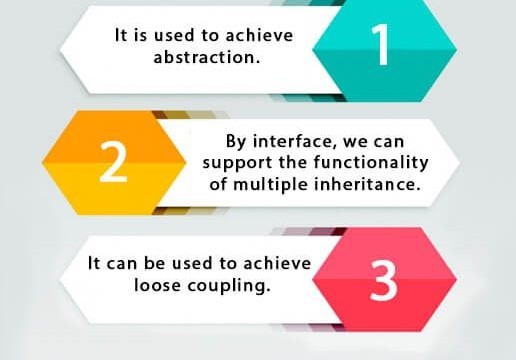 It is used to achieve
abstraction.
1
2
By interface, we can
support the functionality
of multiple inheritance.
It can be used to achieve
loose coupling.
3